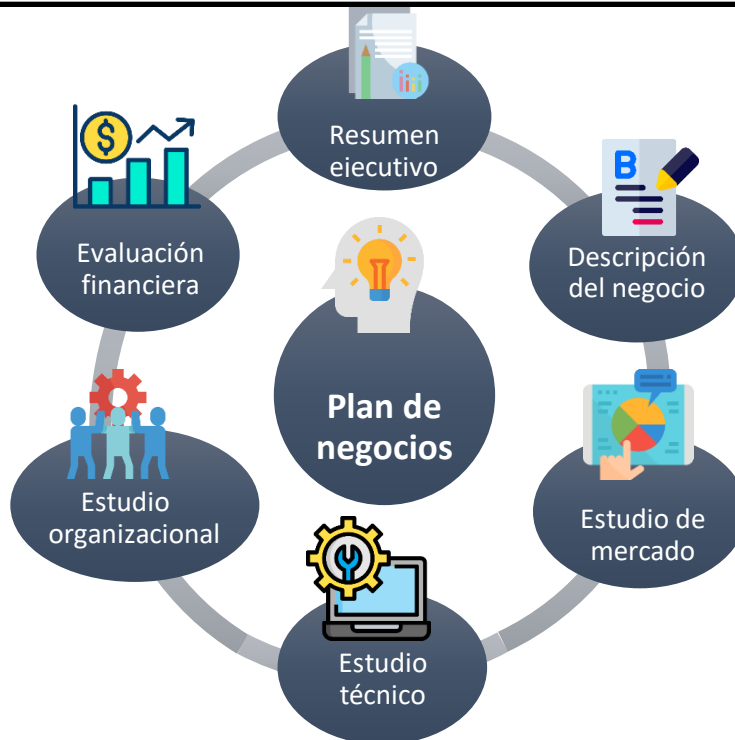 Resumen
ejecutivo
Descripción
del negocio
Estudio de
mercado
Estudio
técnico
Estudio
organizacional
Evaluación
financiera
Plan de
negocios
B
$